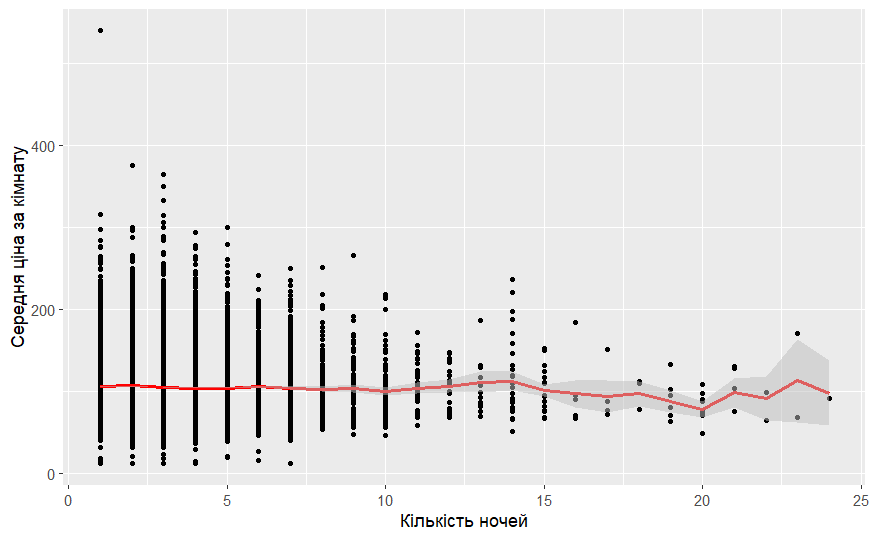 Середня ціна за кімнату
400
200
0
0 5 10 15 20 25
Кількість ночей